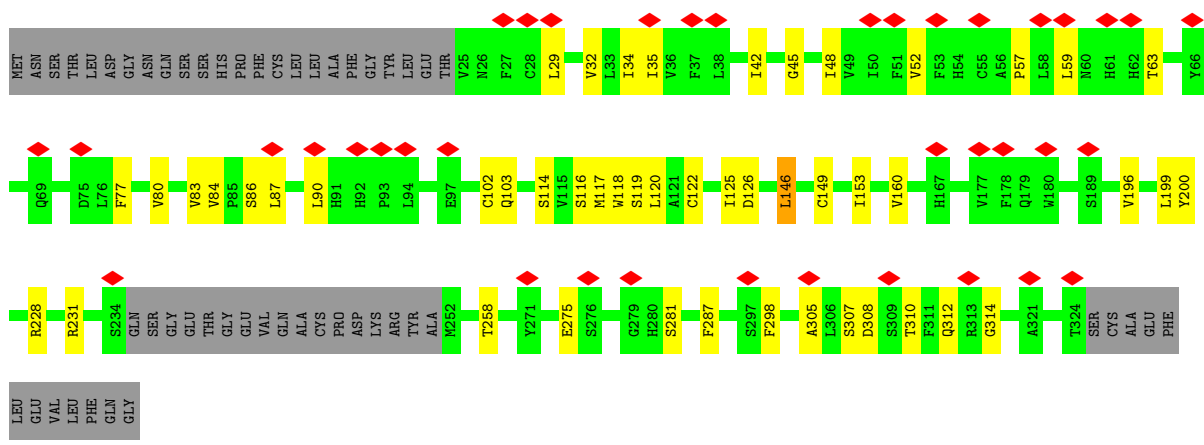 MET ASN SER THR LEU ASP GLY ASN GLN SER SER HIS PRO PHE CYS LEU LEU ALA PHE GLY TYR LEU GLU THR V25 N26 F27 C28 L29 V32 L33 I34 I35 V36 F37 L38 I42 G45 I48 V49 I50 F51 V52 F53 H54 C55 A56 P57 L58 L59 N60 H61 H62 T63 Y66
Q69 D75 L76 F77 V80 V83 V84 P85 S86 L87 L90 H91 H92 P93 L94 E97 C102 Q103 S114 V115 S116 M117 W118 S119 L120 A121 C122 I125 D126 L146 C149 I153 V160 H167 V177 F178 Q179 W180 S189 V196 L199 Y200
R228 R231 S234 GLN SER GLY GLU THR GLY GLU VAL GLN ALA CYS PRO ASP LYS ARG TYR ALA M252 T258 Y271 E275 S276 G279 H280 S281 F287 S297 F298 A305 L306 S307 D308 S309 T310 F311 Q312 R313 G314 A321 T324 SER CYS ALA GLU PHE
LEU GLU VAL LEU PHE GLN GLY